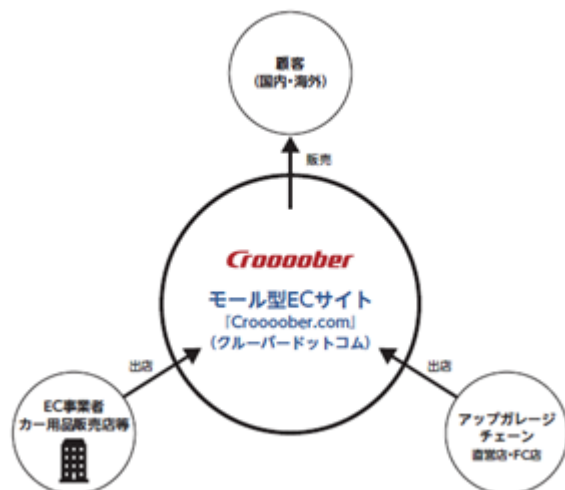 顧客
(国内・海外)
販売
Croooober
モール型ECサイト
「Croooober.com」
(クルーバードットコム)
出店
出店
EC事業者
カー用品販売店等
アップガレージ
チェーン
直営店・FC店